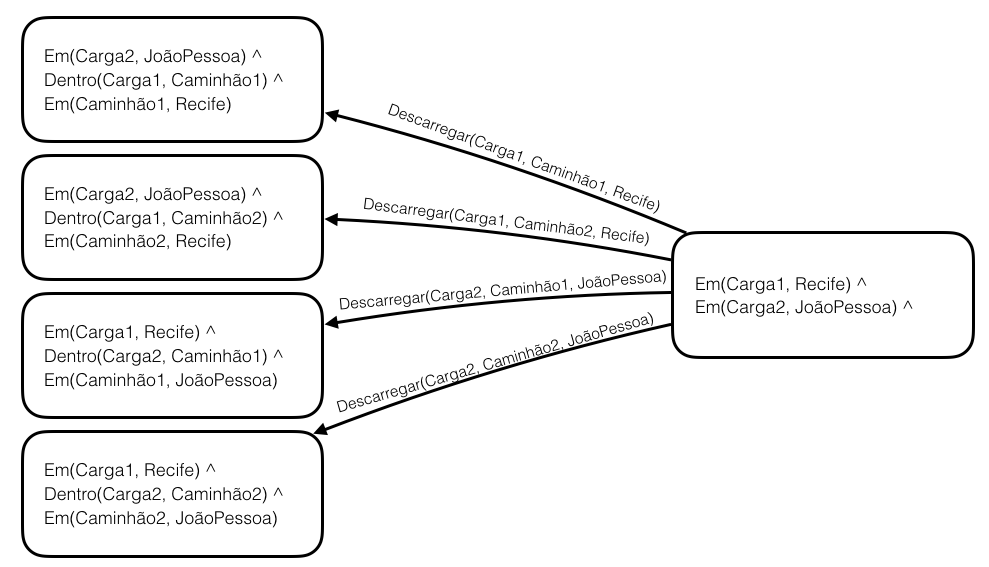 Em(Carga2, JoãoPessoa) ^
Dentro(Carga1, Caminhão1) ^
Em(Caminhão1, Recife)
Descarregar(Carga1, Caminhão1, Recife)
Em(Carga2, JoãoPessoa) ^
Dentro(Carga1, Caminhão2) ^
Em(Caminhão2, Recife)
Descarregar(Carga1, Caminhão2, Recife)
Em(Carga1, Recife) ^
Dentro(Carga2, Caminhão1) ^
Em(Caminhão1, JoãoPessoa)
Descarregar(Carga2, Caminhão1, JoãoPessoa)
Em(Carga1, Recife) ^
Dentro(Carga2, Caminhão2) ^
Em(Caminhão2, JoãoPessoa)
Descarregar(Carga2, Caminhão2, JoãoPessoa)
Em(Carga1, Recife) ^
Em(Carga2, JoãoPessoa) ^